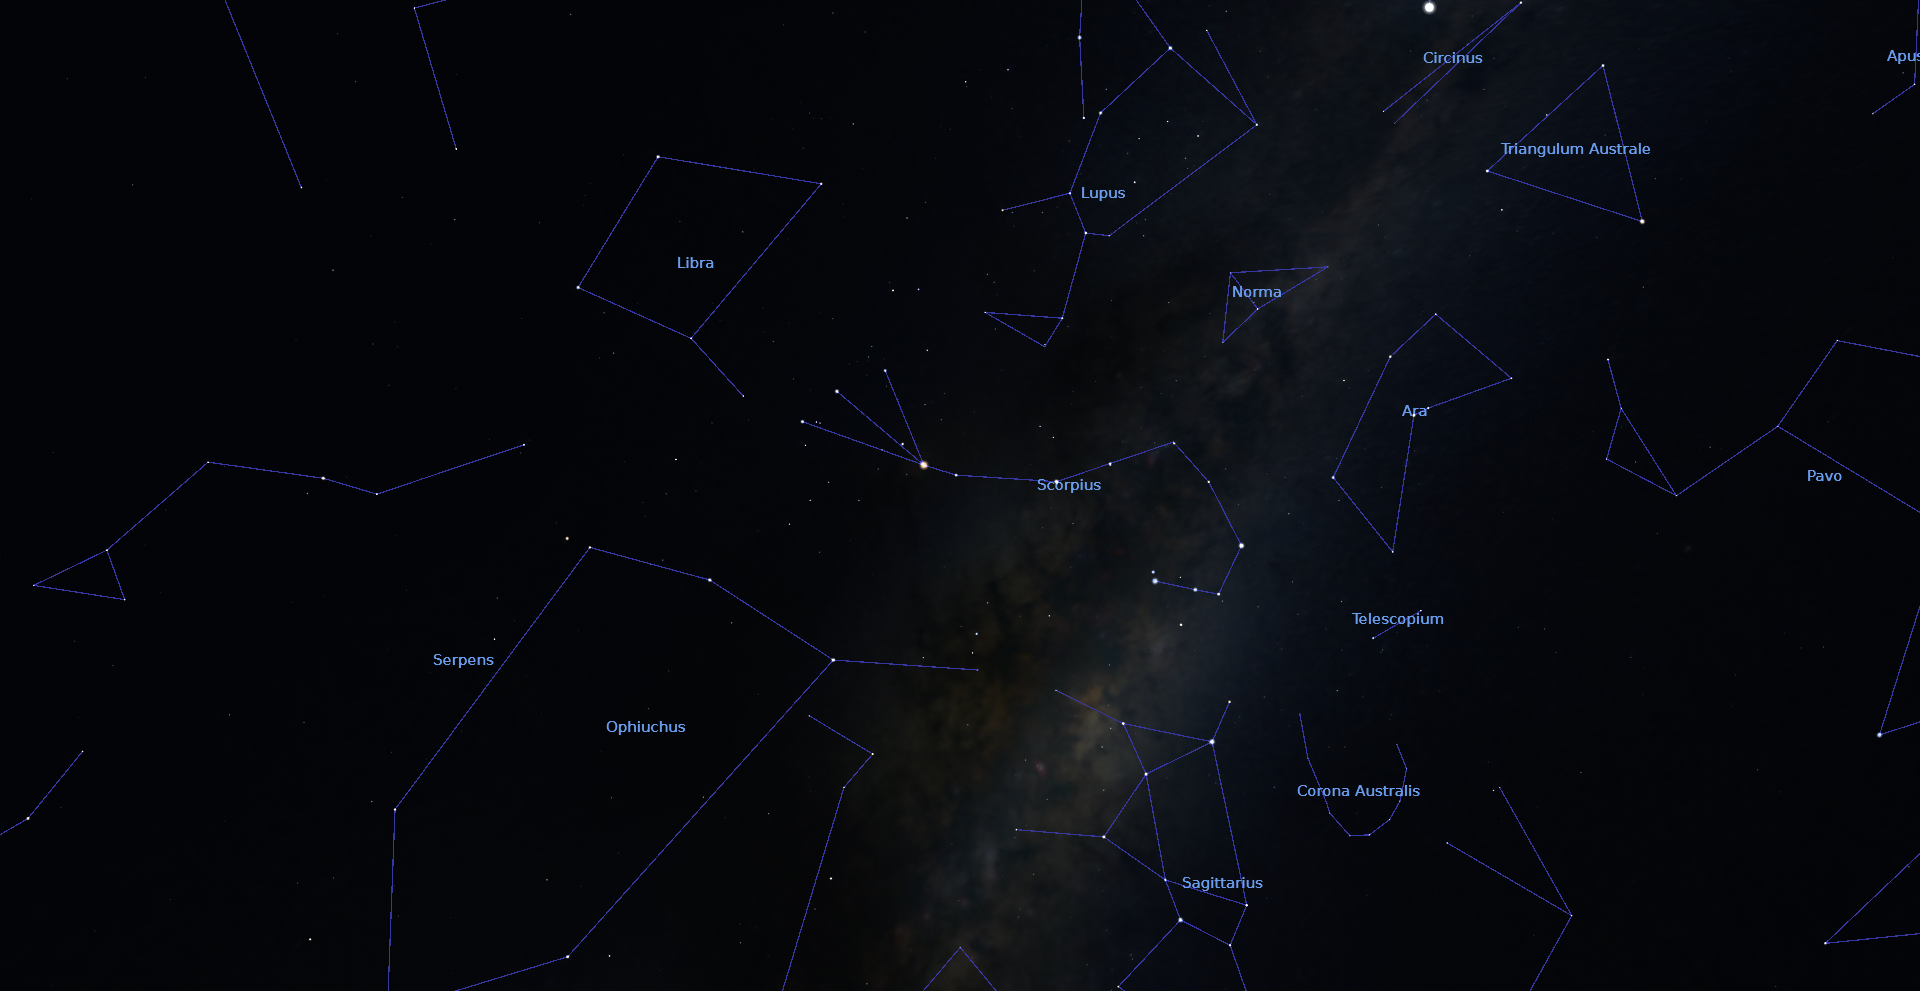 Circinus
Apus
Triangulum Australe
Lupus
Libra
Norma
Ara
Pavo
Scorpius
Telescopium
Serpens
Ophiuchus
Corona Australis
Sagittarius